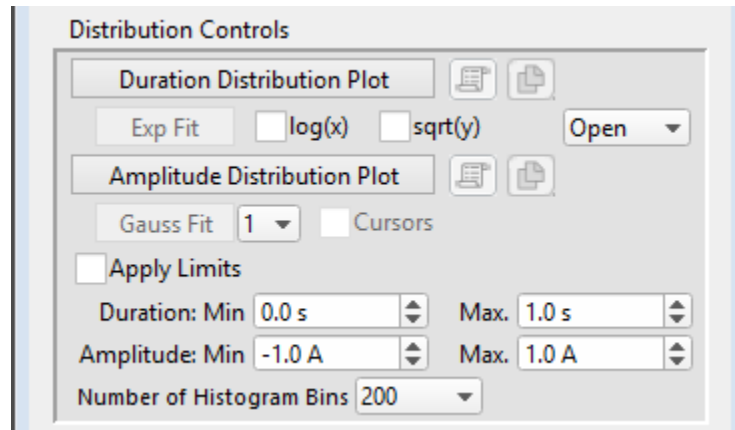 Distribution Controls
Duration Distribution Plot
Exp Fit log(x) sqrt(y) Open
Amplitude Distribution Plot
Gauss Fit 1 Cursors
Apply Limits
Duration: Min 0.0 s Max. 1.0 s
Amplitude: Min -1.0 A Max. 1.0 A
Number of Histogram Bins 200